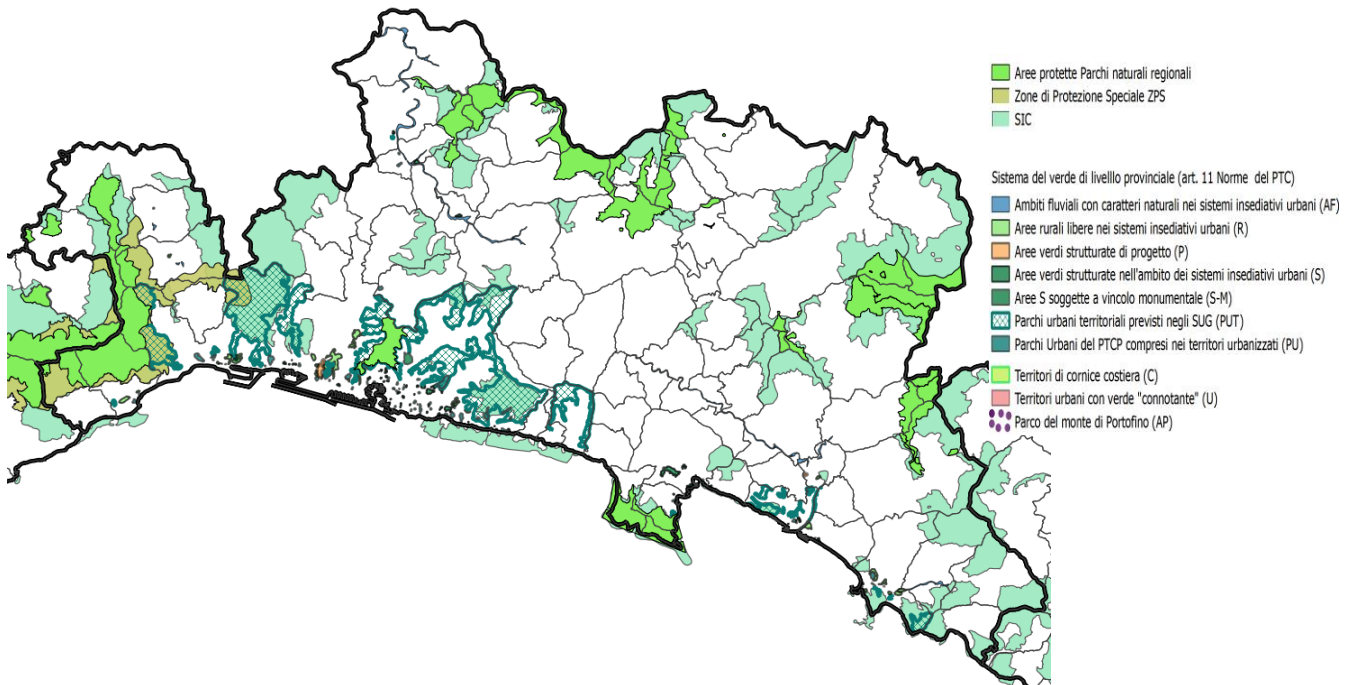 Aree protette Parchi naturali regionali
Zone di Protezione Speciale ZPS
SIC
Sistema del verde di livelllo provinciale (art. 11 Norme del PTC)
Ambiti fluviali con caratteri naturali nei sistemi insediativi urbani (AF)
Aree rurali libere nei sistemi insediativi urbani (R)
Aree verdi strutturate di progetto (P)
Aree verdi strutturate nell'ambito dei sistemi insediativi urbani (S)
Aree S soggette a vincolo monumentale (S-M)
Parchi urbani territoriali previsti negli SUG (PUT)
Parchi Urbani del PTCP compresi nei territori urbanizzati (PU)
Territori di cornice costiera (C)
Territori urbani con verde "connotante" (U)
Parco del monte di Portofino (AP)